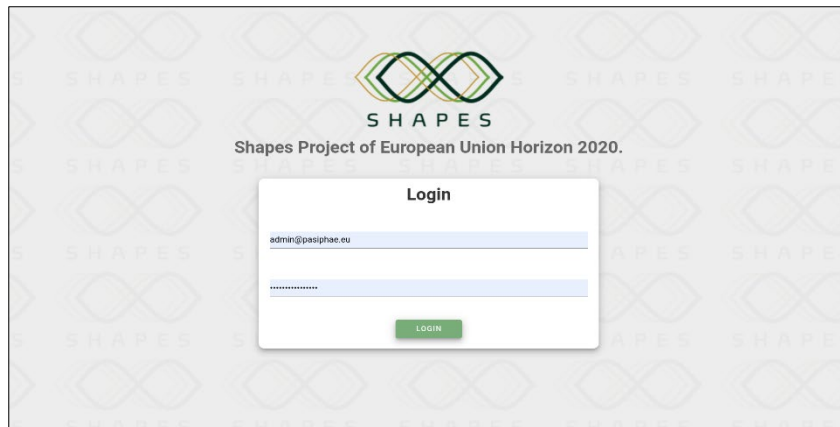 SHAPES
Shapes Project of European Union Horizon 2020.
Login
admin@pasiphae.eu
••••••••••••••••
LOGIN